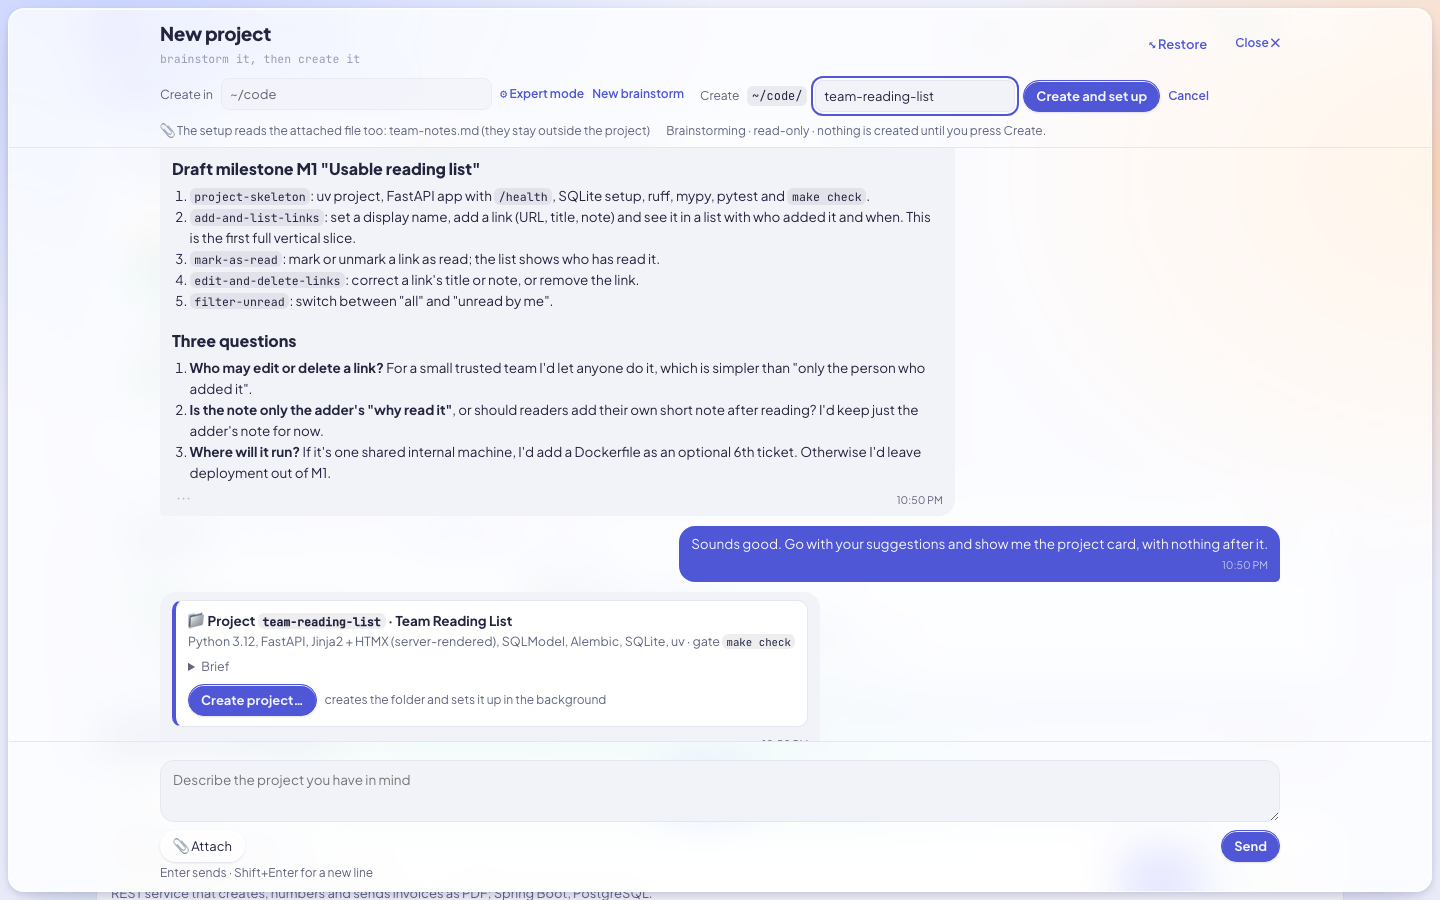 New project
brainstorm it, then create it
Restore
Close
Create in ~/code Expert mode New brainstorm Create ~/code/ team-reading-list Create and set up Cancel
The setup reads the attached file too: team-notes.md (they stay outside the project) Brainstorming · read-only · nothing is created until you press Create.
Draft milestone M1 "Usable reading list"
1. project-skeleton: uv project, FastAPI app with /health, SQLite setup, ruff, mypy, pytest and make check.
2. add-and-list-links: set a display name, add a link (URL, title, note) and see it in a list with who added it and when. This
is the first full vertical slice.
3. mark-as-read: mark or unmark a link as read; the list shows who has read it.
4. edit-and-delete-links: correct a link's title or note, or remove the link.
5. filter-unread: switch between "all" and "unread by me".
Three questions
1. Who may edit or delete a link? For a small trusted team I'd let anyone do it, which is simpler than "only the person who
added it".
2. Is the note only the adder's "why read it", or should readers add their own short note after reading? I'd keep just the
adder's note for now.
3. Where will it run? If it's one shared internal machine, I'd add a Dockerfile as an optional 6th ticket. Otherwise I'd leave
deployment out of M1.
...
10:50 PM
Sounds good. Go with your suggestions and show me the project card, with nothing after it.
10:50 PM
Project team-reading-list · Team Reading List
Python 3.12, FastAPI, Jinja2 + HTMX (server-rendered), SQLModel, Alembic, SQLite, uv · gate make check
Brief
Create project… creates the folder and sets it up in the background
Describe the project you have in mind
Attach
Send
Enter sends · Shift+Enter for a new line
REST service that creates, numbers and sends invoices as PDF; Spring Boot, PostgreSQL.